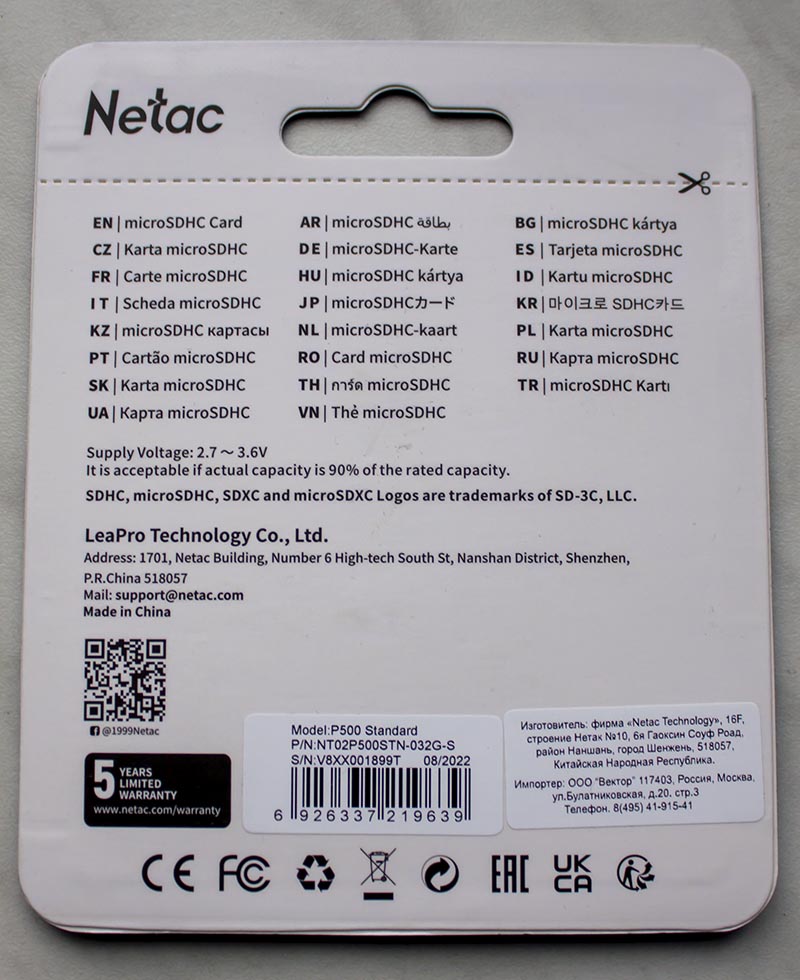 Netac
EN | microSDHC Card
AR | microSDHC بطاقة
BG | microSDHC kártya
CZ | Karta microSDHC
DE | microSDHC-Karte
ES | Tarjeta microSDHC
FR | Carte microSDHC
HU | microSDHC kártya
ID | Kartu microSDHC
IT | Scheda microSDHC
JP | microSDHCカード
KR | 마이크로 SDHC카드
KZ | microSDHC картасы
NL | microSDHC-kaart
PL | Karta microSDHC
PT | Cartão microSDHC
RO | Card microSDHC
RU | Карта microSDHC
SK | Karta microSDHC
TH | การ์ด microSDHC
TR | microSDHC Kartı
UA | Карта microSDHC
VN | Thẻ microSDHC
Supply Voltage: 2.7 ~ 3.6V
It is acceptable if actual capacity is 90% of the rated capacity.
SDHC, microSDHC, SDXC and microSDXC Logos are trademarks of SD-3C, LLC.
LeaPro Technology Co., Ltd.
Address: 1701, Netac Building, Number 6 High-tech South St, Nanshan District, Shenzhen,
P.R.China 518057
Mail: support@netac.com
Made in China
@1999Netac
5 YEARS
LIMITED
WARRANTY
www.netac.com/warranty
Model:P500 Standard
P/N:NT02P500STN-032G-S
S/N:V8XX001899T 08/2022
6 926337 219639
Изготовитель: фирма «Netac Technology», 16F,
строение Нетак №10, 6я Гаоксин Соуф Роад,
район Наншань, город Шенжень, 518057,
Китайская Народная Республика.
Импортер: ООО "Вектор" 117403, Россия, Москва,
ул.Булатниковская, д.20. стр.3
Телефон. 8(495) 41-915-41
CE FC EAC UK
CA